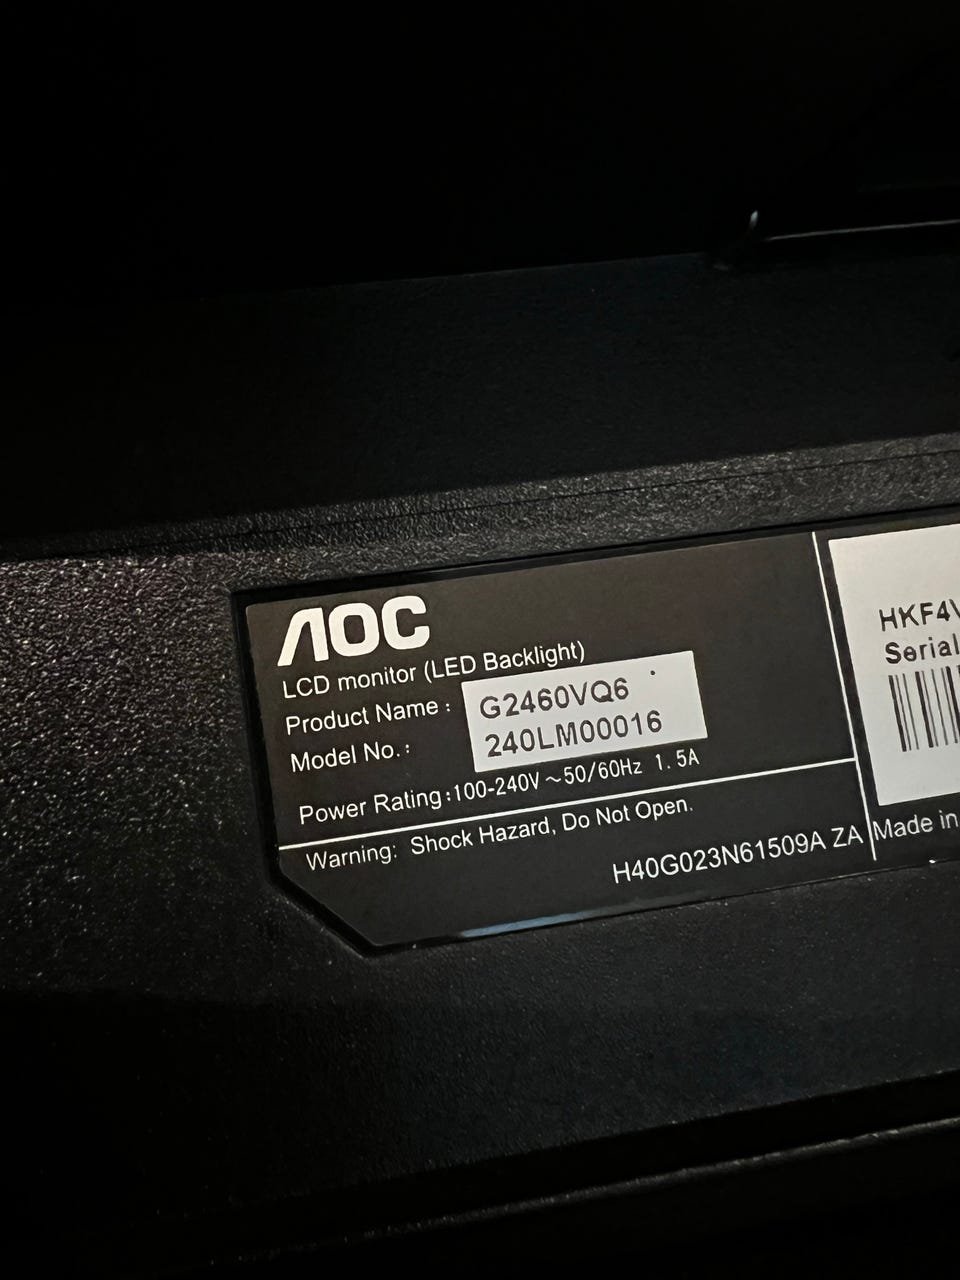 AOC
LCD monitor (LED Backlight)
Product Name : G2460VQ6
Model No.: 240LM00016
Power Rating:100-240V ~50/60Hz 1.5A
Warning: Shock Hazard, Do Not Open.
H40G023N61509A ZA
HKF4
Serial
Made in